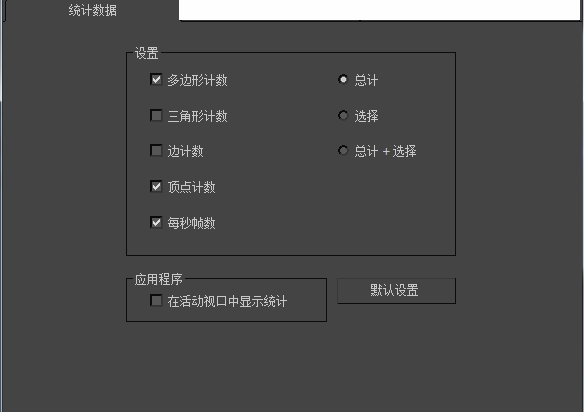 统计数据
设置
多边形计数
总计
三角形计数
选择
边计数
总计 + 选择
顶点计数
每秒帧数
应用程序
在活动视口中显示统计
默认设置